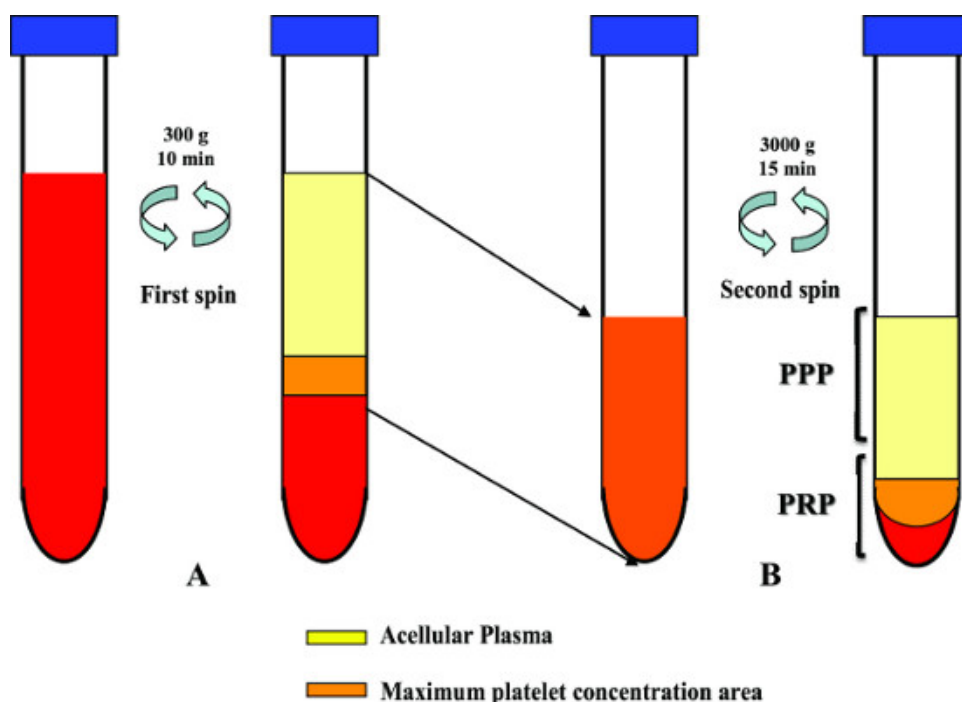 300 g
10 min
First spin
3000 g
15 min
Second spin
PPP
PRP
A
B
Acellular Plasma
Maximum platelet concentration area